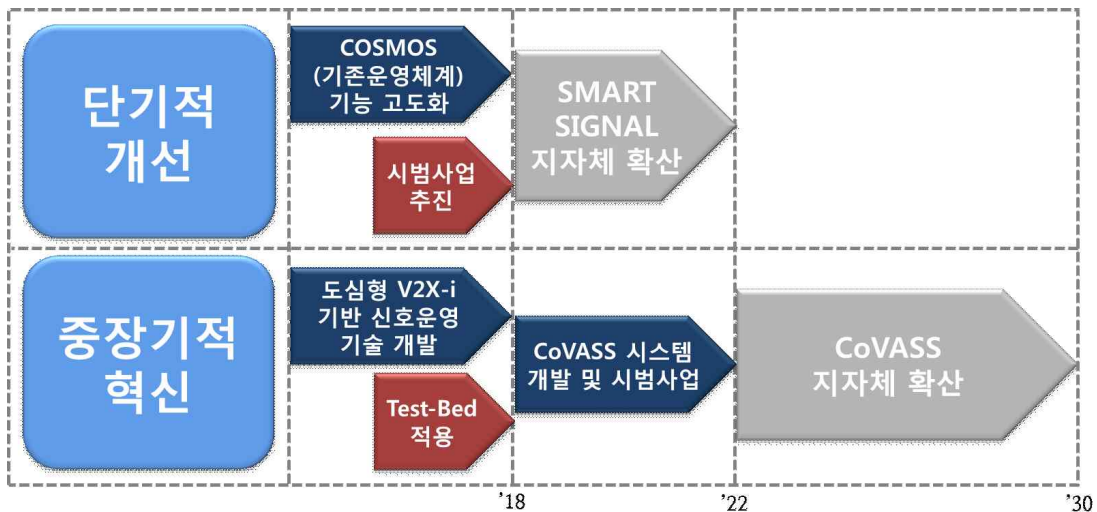 단기적
개선
COSMOS
(기존운영체계)
기능 고도화
시범사업
추진
SMART
SIGNAL
지자체 확산
중장기적
혁신
도심형 V2X-i
기반 신호운영
기술 개발
Test-Bed
적용
CoVASS 시스템
개발 및 시범사업
CoVASS
지자체 확산
'18
'22
'30